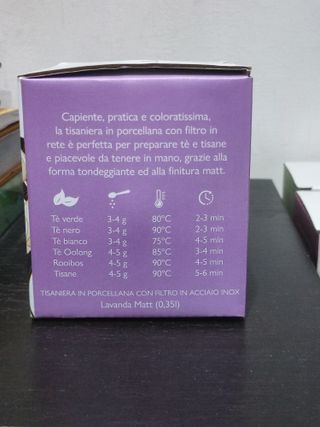 Capiente, pratica e coloratissima,
la tisaniera in porcellana con filtro in
rete è perfetta per preparare tè e tisane
e piacevole da tenere in mano, grazie alla
forma tondeggiante ed alla finitura matt.
Tè verde 3-4 g 80°C 2-3 min
Tè nero 3-4 g 90°C 2-3 min
Tè bianco 3-4 g 75°C 4-5 min
Tè Oolong 4-5 g 85°C 3-4 min
Rooibos 4-5 g 90°C 4-5 min
Tisane 4-5 g 90°C 5-6 min
TISANIERA IN PORCELLANA CON FILTRO IN ACCIAIO INOX
Lavanda Matt (0,35l)